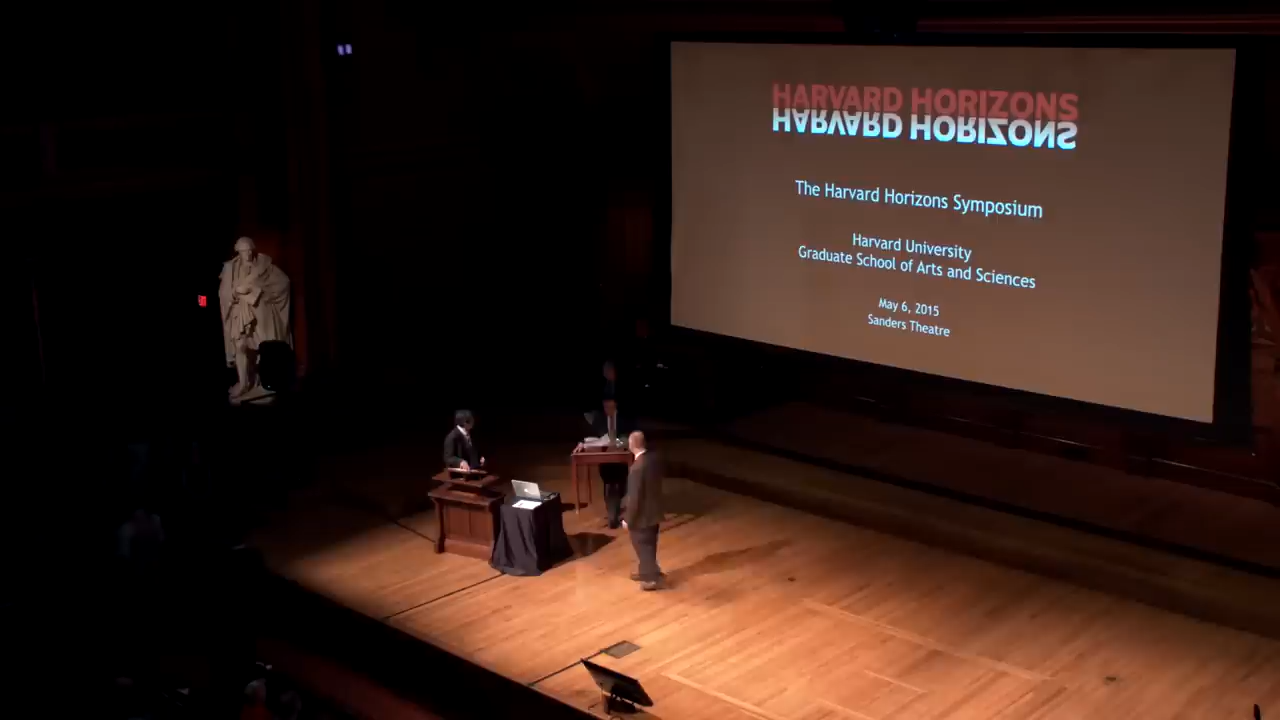 HARVARD HORIZONS
HARVARD HORIZONS
The Harvard Horizons Symposium
Harvard University
Graduate School of Arts and Sciences
May 6, 2015
Sanders Theatre